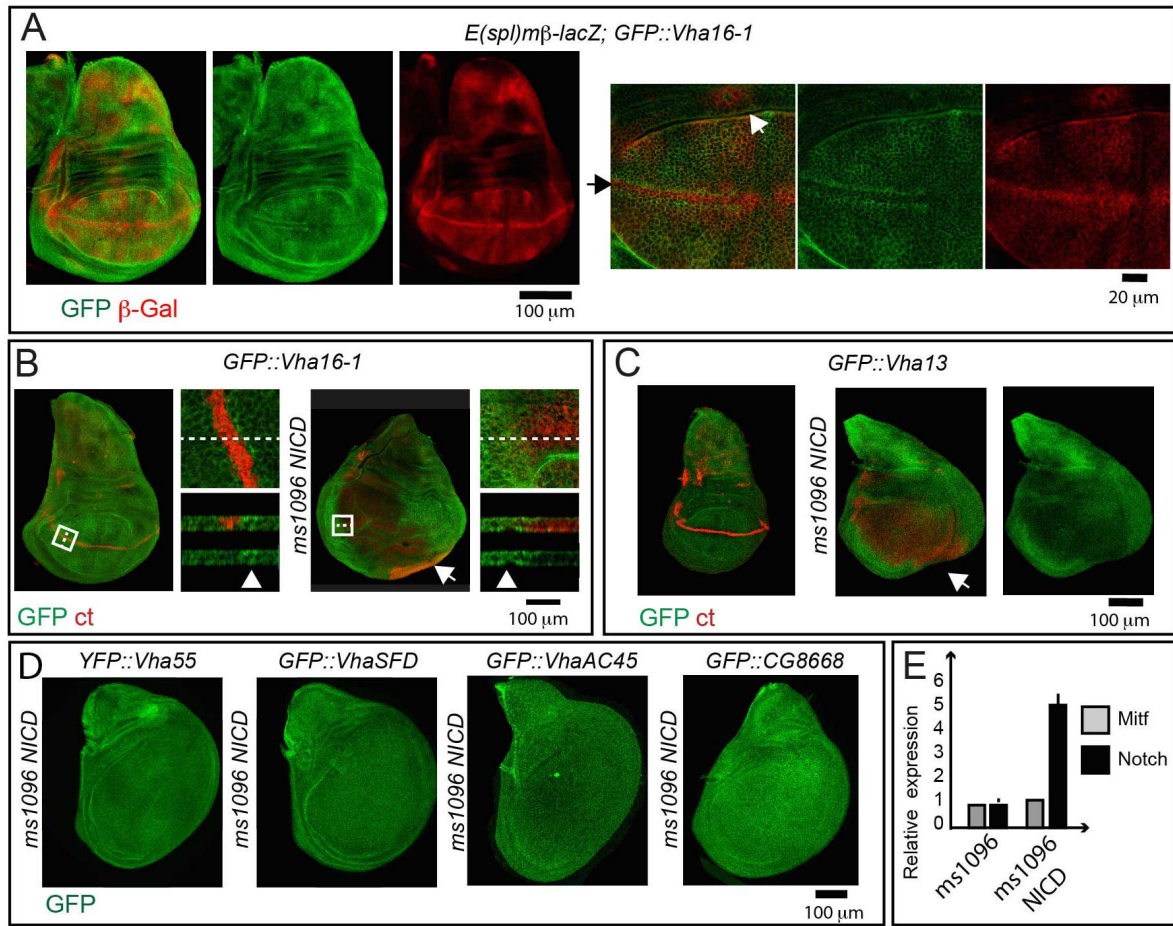 A
E(spl)mβ-lacZ; GFP::Vha16-1
GFP β-Gal
100 μm
20 μm
B
GFP::Vha16-1
ms1096 NICD
GFP ct
100 μm
C
GFP::Vha13
ms1096 NICD
GFP ct
100 μm
D
YFP::Vha55
GFP::VhaSFD
GFP::VhaAC45
GFP::CG8668
ms1096 NICD
ms1096 NICD
ms1096 NICD
ms1096 NICD
GFP
100 μm
E
Relative expression
6
5
4
3
2
1
0
Mitf
Notch
ms1096
ms1096
NICD